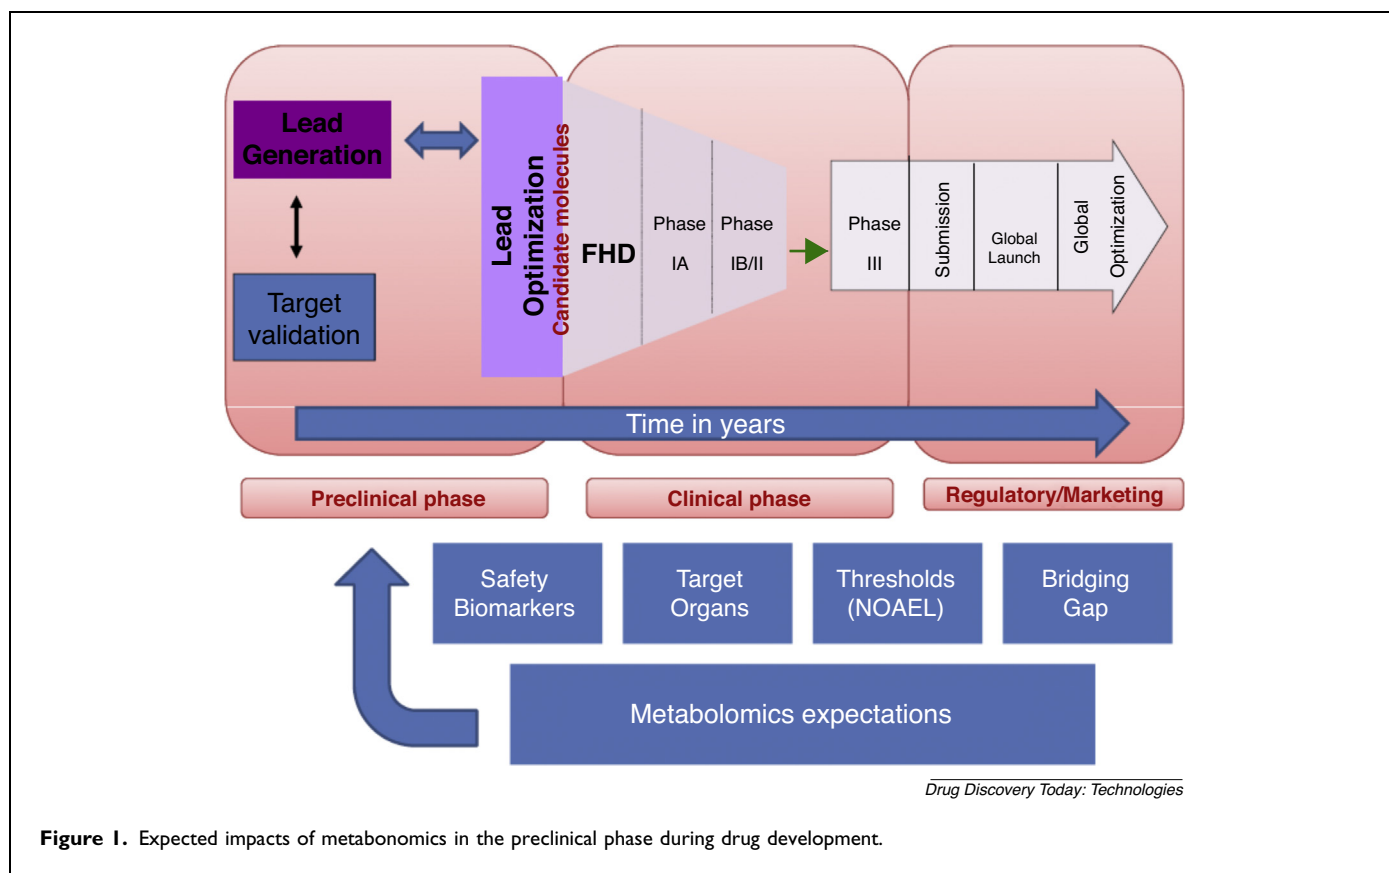 Lead
Generation
Target
validation
Lead
Optimization
Candidate molecules
FHD
Phase
IA
Phase
IB/II
Phase
III
Submission
Global
Launch
Global
Optimization
Time in years
Preclinical phase
Clinical phase
Regulatory/Marketing
Safety
Biomarkers
Target
Organs
Thresholds
(NOAEL)
Bridging
Gap
Metabolomics expectations
Drug Discovery Today: Technologies
Figure 1. Expected impacts of metabonomics in the preclinical phase during drug development.